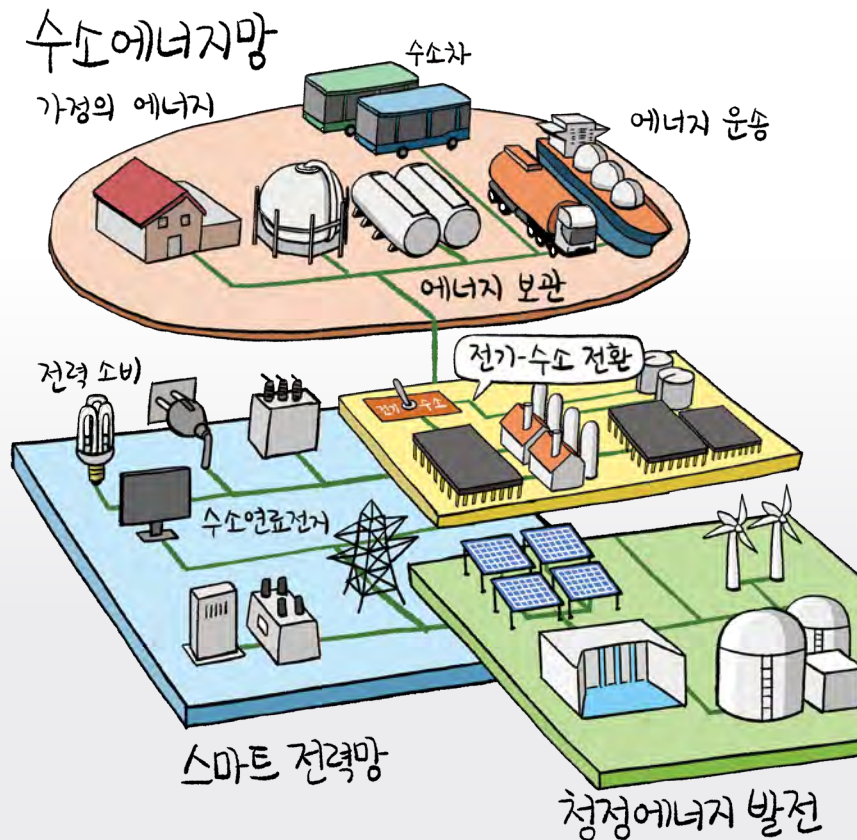 수소에너지망
수소차
가정의 에너지
에너지 운송
에너지 보관
전기-수소 전환
전력 소비
전기 수소
수소연료전지
스마트 전력망
청정에너지 발전